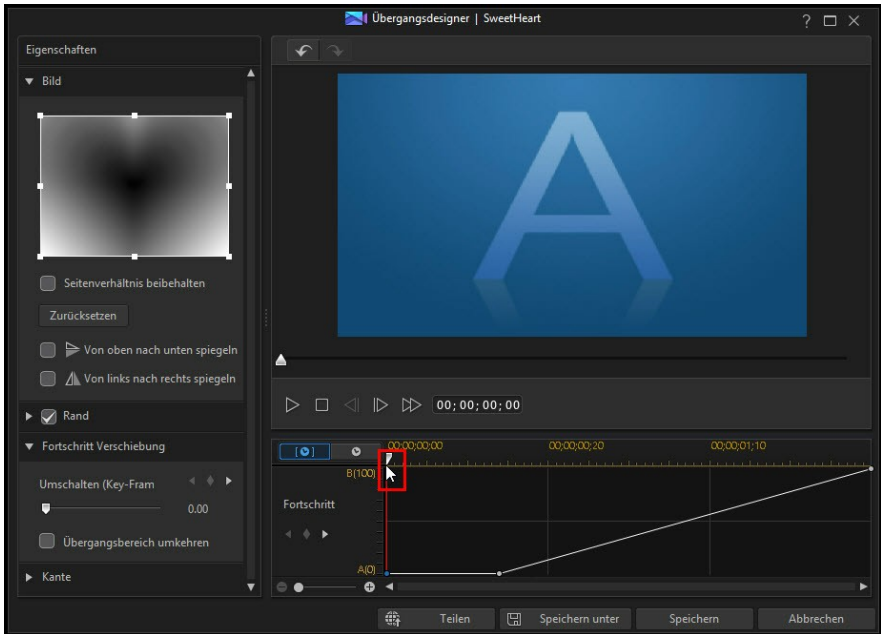 Übergangsdesigner | SweetHeart
?
Eigenschaften
Bild
A
Seitenverhältnis beibehalten
Zurücksetzen
Von oben nach unten spiegeln
Von links nach rechts spiegeln
Rand
00;00;00;00
Fortschritt Verschiebung
00;00;00;00 00;00;00;20 00;00;01;10
B(100)
Umschalten (Key-Fram
0.00
Fortschritt
Übergangsbereich umkehren
A(0)
Kante
Teilen Speichern unter Speichern Abbrechen